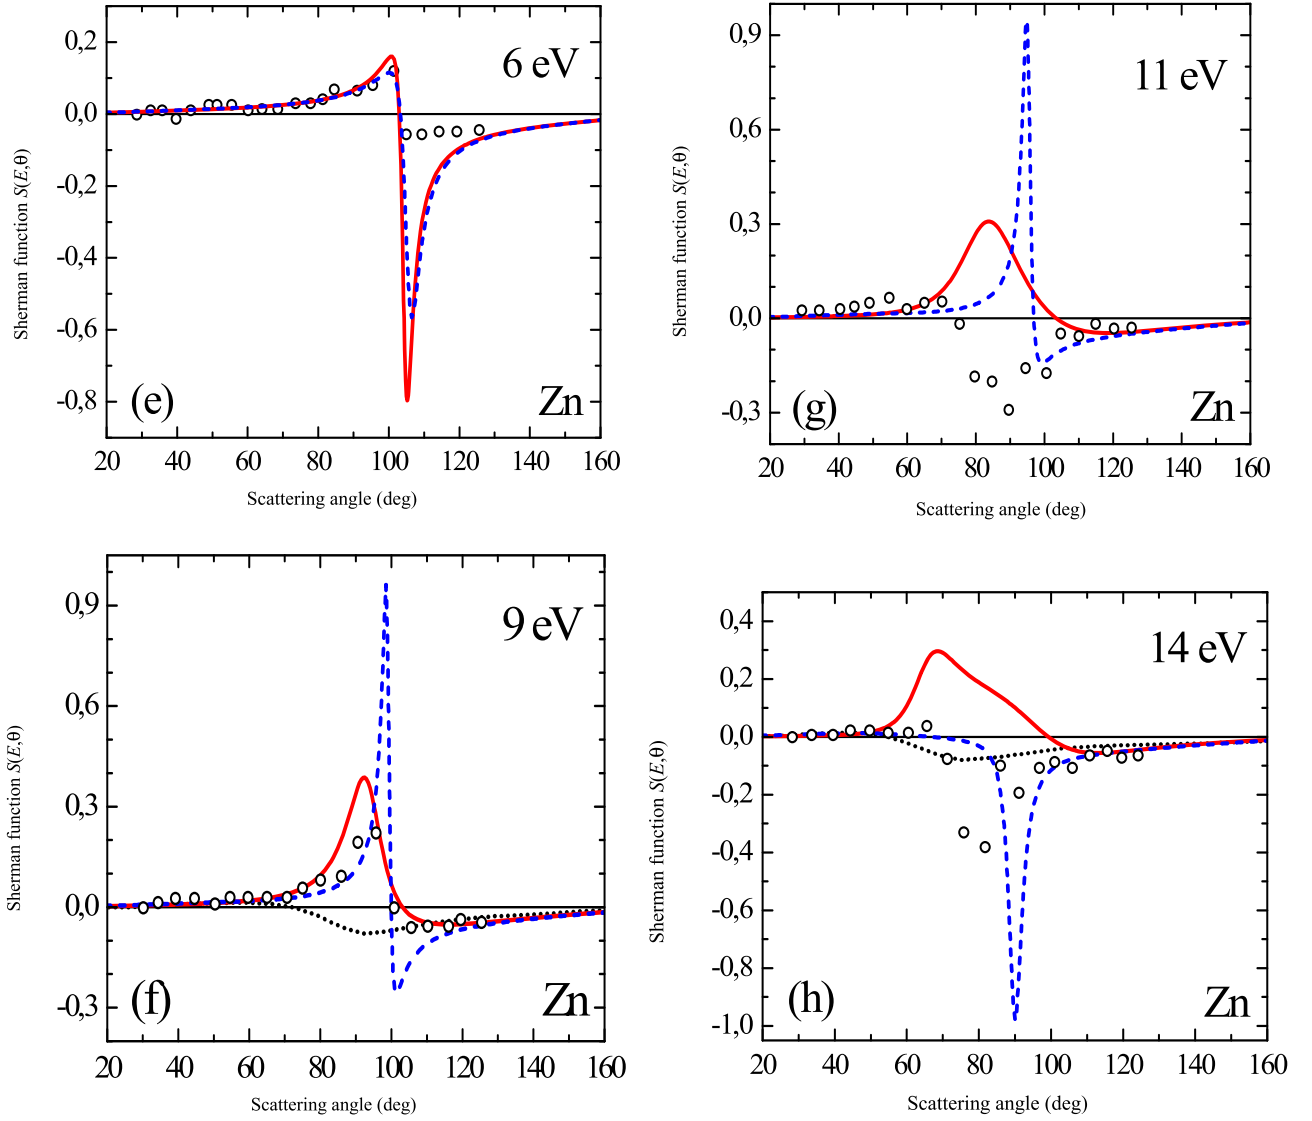 0,2
0,0
-0,2
-0,4
-0,6
-0,8
Sherman function S(E,θ)
6 eV
(e)
Zn
20 40 60 80 100 120 140 160
Scattering angle (deg)
0,9
0,6
0,3
0,0
-0,3
Sherman function S(E,θ)
11 eV
(g)
Zn
20 40 60 80 100 120 140 160
Scattering angle (deg)
0,9
0,6
0,3
0,0
-0,3
Sherman function S(E,θ)
9 eV
(f)
Zn
20 40 60 80 100 120 140 160
Scattering angle (deg)
0,4
0,2
0,0
-0,2
-0,4
-0,6
-0,8
-1,0
Sherman function S(E,θ)
14 eV
(h)
Zn
20 40 60 80 100 120 140 160
Scattering angle (deg)